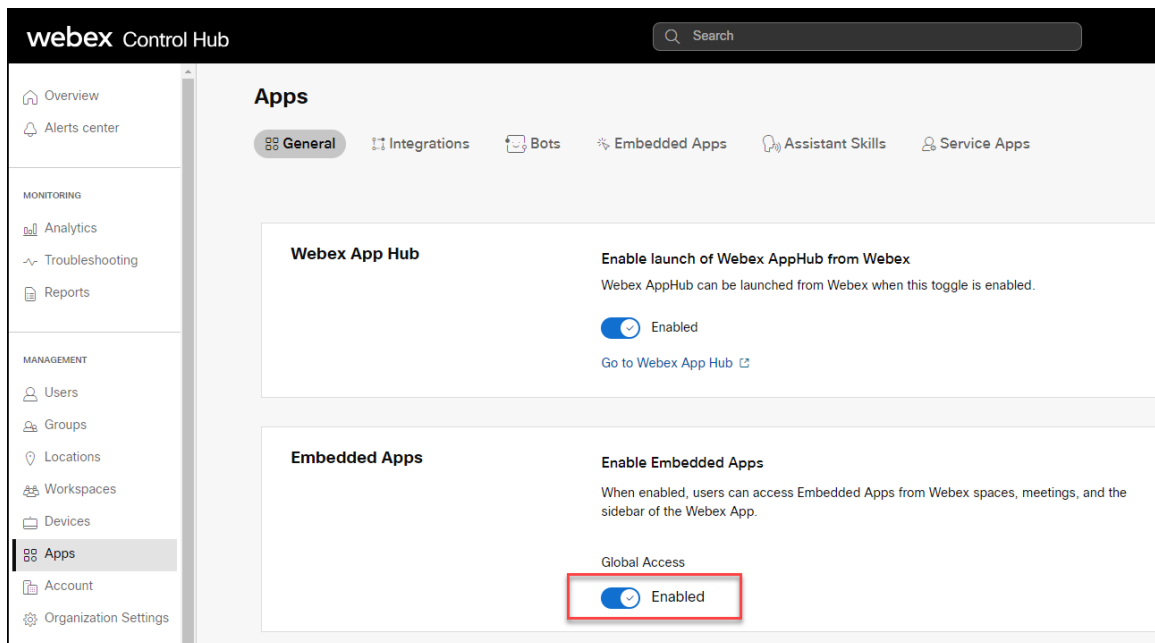 webex Control Hub
Search
Overview
Alerts center
MONITORING
Analytics
Troubleshooting
Reports
MANAGEMENT
Users
Groups
Locations
Workspaces
Devices
Apps
Account
Organization Settings
Apps
General Integrations Bots Embedded Apps Assistant Skills Service Apps
Webex App Hub
Enable launch of Webex AppHub from Webex
Webex AppHub can be launched from Webex when this toggle is enabled.
Enabled
Go to Webex App Hub
Embedded Apps
Enable Embedded Apps
When enabled, users can access Embedded Apps from Webex spaces, meetings, and the
sidebar of the Webex App.
Global Access
Enabled